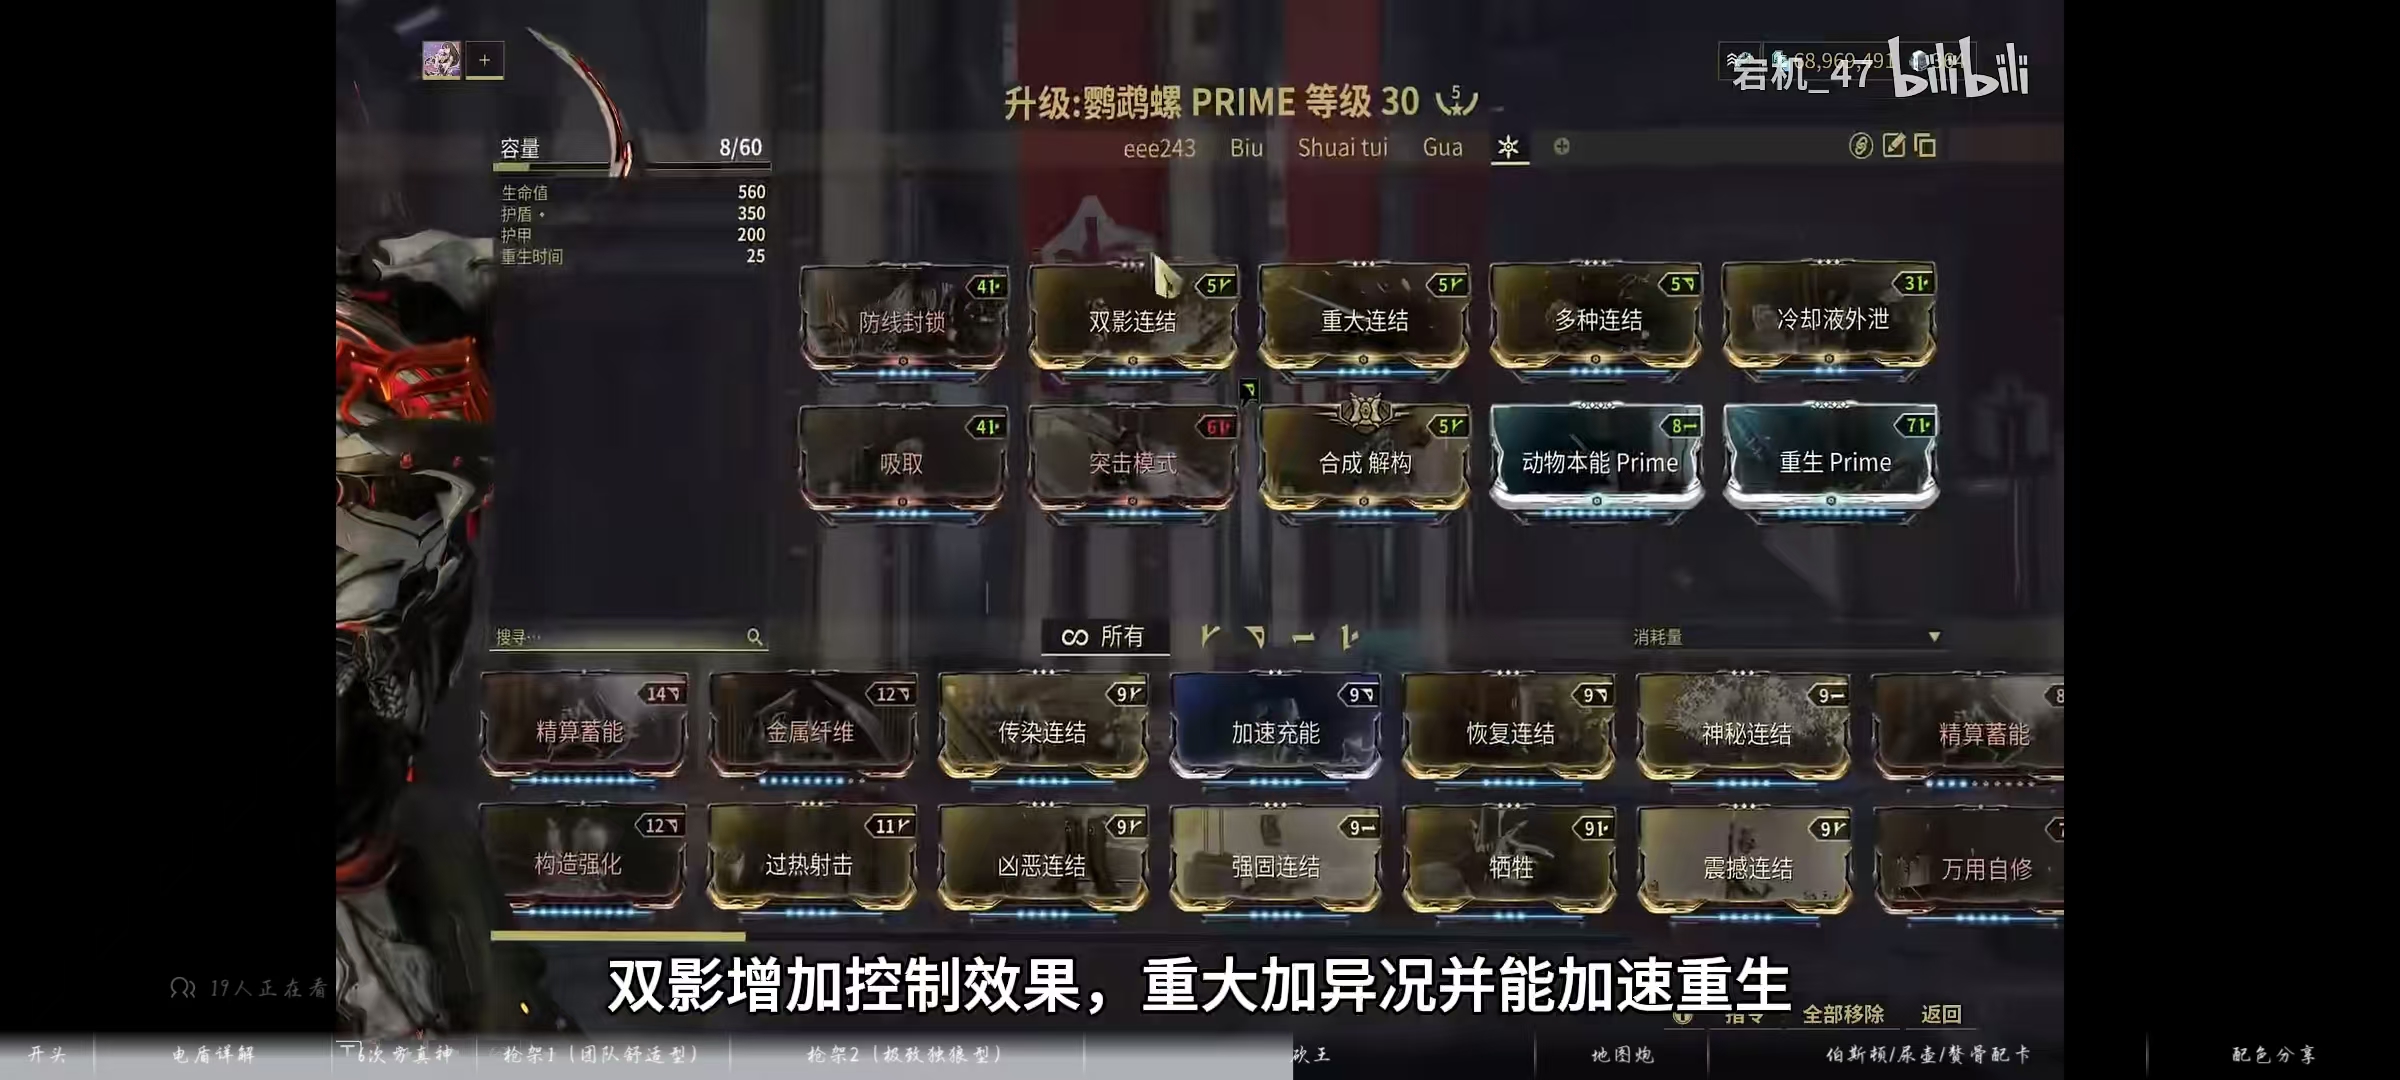 +
68,969,491
宕机_47 bilibili
升级:鹦鹉螺 PRIME 等级 30 5
容量 8/60
eee243 Biu Shuai tui Gua
生命值 560
护盾 350
护甲 200
重生时间 25
41 5 5 5 31
防线封锁 双影连结 重大连结 多种连结 冷却液外泄
41 61 5 8 71
吸取 突击模式 合成 解构 动物本能 Prime 重生 Prime
搜寻… 所有 消耗量
14 12 9 9 9 9 8
精算蓄能 金属纤维 传染连结 加速充能 恢复连结 神秘连结 精算蓄能
12 11 9 9 91 9 7
构造强化 过热射击 凶恶连结 强固连结 牺牲 震撼连结 万用自修
双影增加控制效果，重大加异况并能加速重生
19人正在看
指令 全部移除 返回
开头 电盾详解 6次方真神 枪架1（团队舒适型） 枪架2（极致独狼型） 砍王 地图炮 伯斯顿/尿壶/赘骨配卡 配色分享